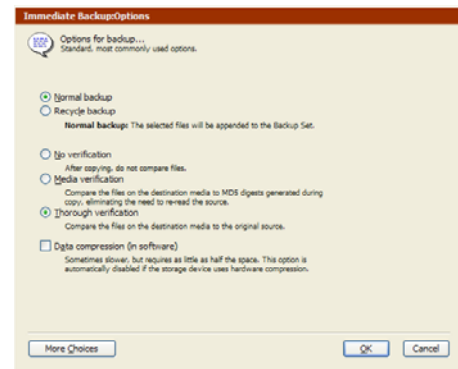 Immediate Backup:Options
Options for backup...
Standard, most commonly used options.
Normal backup
Recycle backup
Normal backup: The selected files will be appended to the Backup Set.
No verification
After copying, do not compare files.
Media verification
Compare the files on the destination media to MD5 digests generated during
copy, eliminating the need to re-read the source.
Thorough verification
Compare the files on the destination media to the original source.
Data compression (in software)
Sometimes slower, but requires as little as half the space. This option is
automatically disabled if the storage device uses hardware compression.
More Choices
OK
Cancel